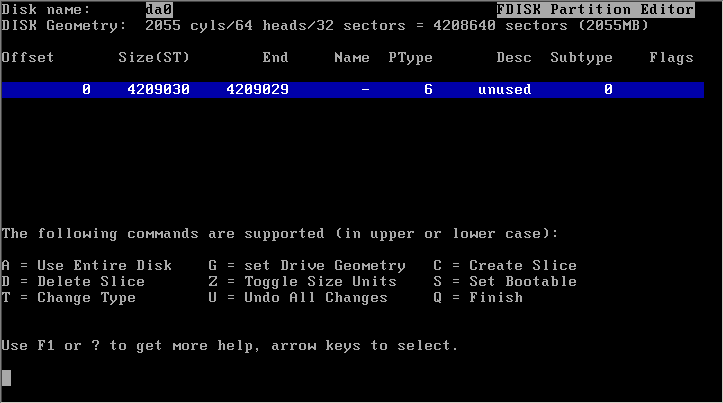 Disk name:      da0                                    FDISK Partition Editor
DISK Geometry:  2055 cyls/64 heads/32 sectors = 4208640 sectors (2055MB)
Offset       Size(ST)        End     Name  PType       Desc  Subtype    Flags
0    4209030    4209029        -      6     unused        0
The following commands are supported (in upper or lower case):
A = Use Entire Disk    G = set Drive Geometry   C = Create Slice
D = Delete Slice       Z = Toggle Size Units    S = Set Bootable
T = Change Type        U = Undo All Changes     Q = Finish
Use F1 or ? to get more help, arrow keys to select.